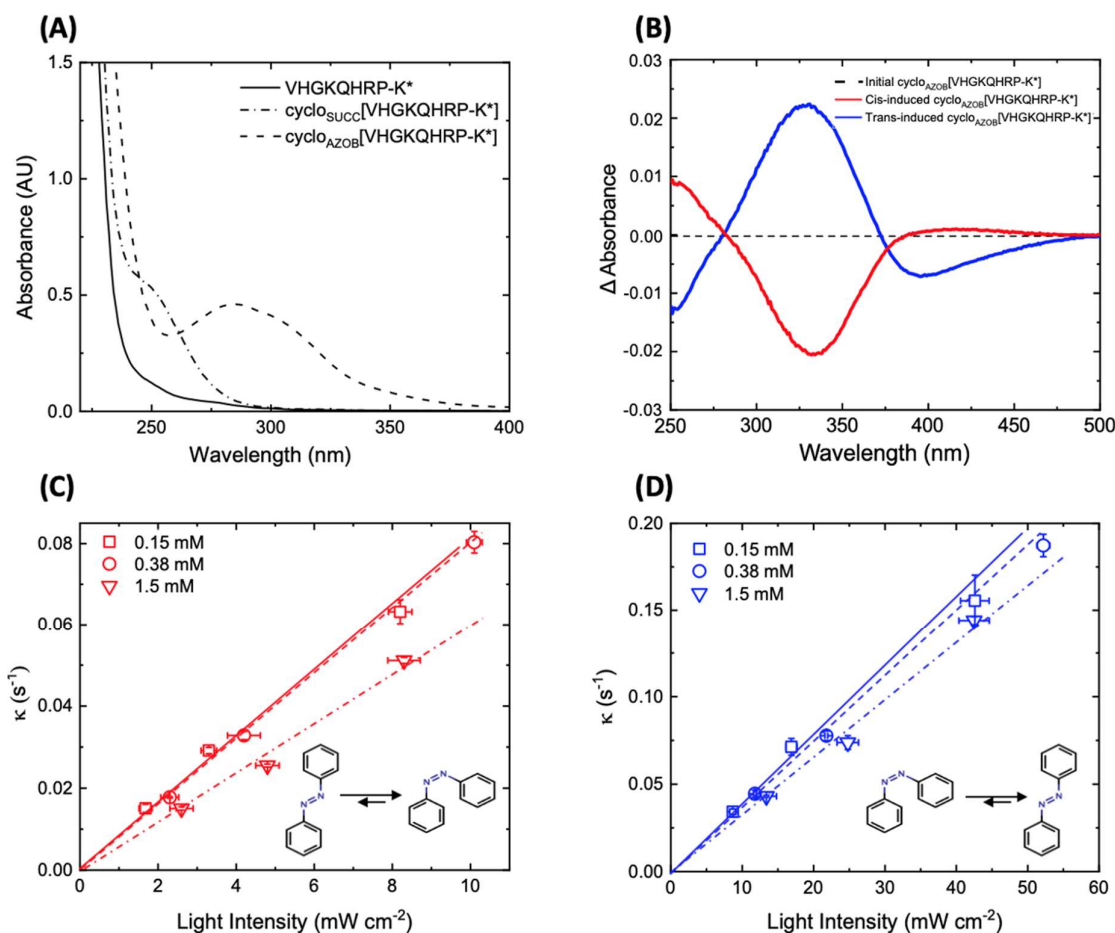 (A)
1.5
1.0
0.5
0.0
Absorbance (AU)
VHGKQHRP-K*
cyclo_SUCC[VHGKQHRP-K*]
cyclo_AZOB[VHGKQHRP-K*]
250 300 350 400
Wavelength (nm)
(B)
0.03
0.02
0.01
0.00
-0.01
-0.02
-0.03
Δ Absorbance
Initial cyclo_AZOB[VHGKQHRP-K*]
Cis-induced cyclo_AZOB[VHGKQHRP-K*]
Trans-induced cyclo_AZOB[VHGKQHRP-K*]
250 300 350 400 450 500
Wavelength (nm)
(C)
0.08
0.06
0.04
0.02
0.00
κ (s⁻¹)
0.15 mM
0.38 mM
1.5 mM
N=N
N=N
0 2 4 6 8 10
Light Intensity (mW cm⁻²)
(D)
0.20
0.15
0.10
0.05
0.00
κ (s⁻¹)
0.15 mM
0.38 mM
1.5 mM
N=N
N=N
0 10 20 30 40 50 60
Light Intensity (mW cm⁻²)